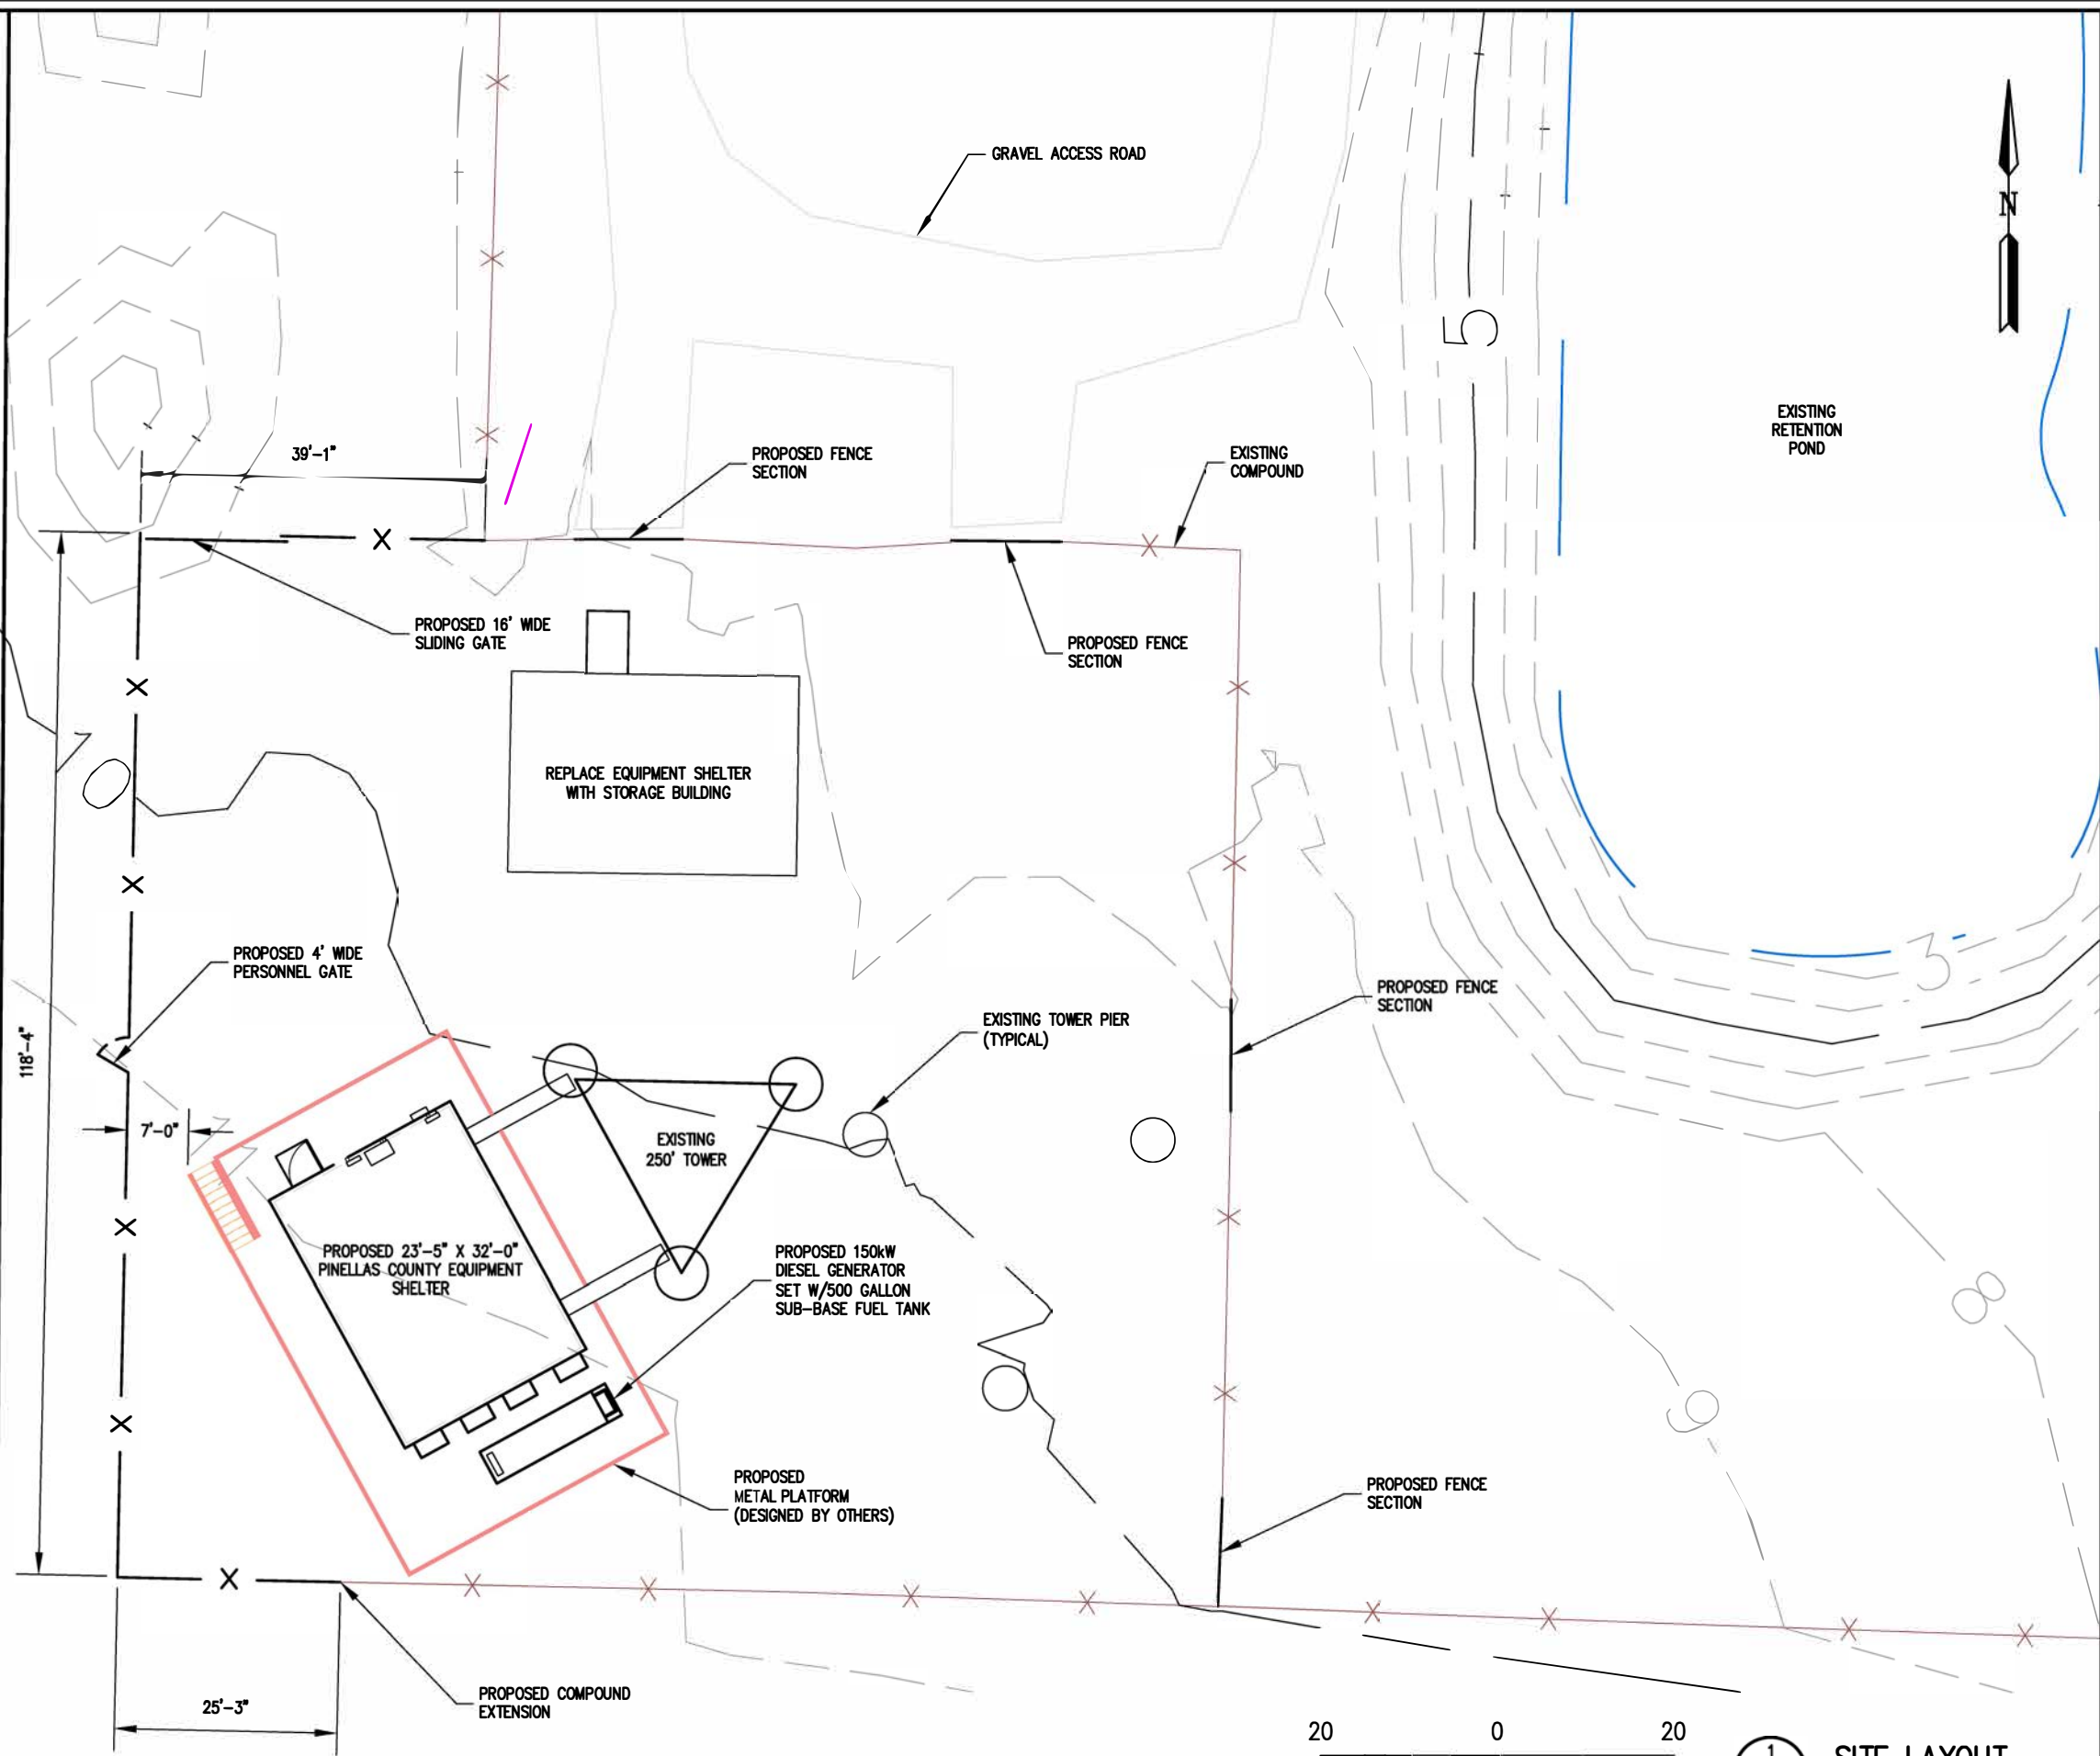 GRAVEL ACCESS ROAD
N
5
EXISTING
RETENTION
POND
39'-1"
PROPOSED FENCE
SECTION
EXISTING
COMPOUND
X
PROPOSED 16' WIDE
SLIDING GATE
PROPOSED FENCE
SECTION
X
REPLACE EQUIPMENT SHELTER
WITH STORAGE BUILDING
X
PROPOSED 4' WIDE
PERSONNEL GATE
3
PROPOSED FENCE
SECTION
EXISTING TOWER PIER
(TYPICAL)
118'-4"
7'-0"
EXISTING
250' TOWER
X
PROPOSED 23'-5" X 32'-0"
PINELLAS COUNTY EQUIPMENT
SHELTER
PROPOSED 150kW
DIESEL GENERATOR
SET W/500 GALLON
SUB-BASE FUEL TANK
8
9
X
PROPOSED
METAL PLATFORM
(DESIGNED BY OTHERS)
PROPOSED FENCE
SECTION
X
PROPOSED COMPOUND
EXTENSION
25'-3"
20 0 20
1
SITE LAYOUT